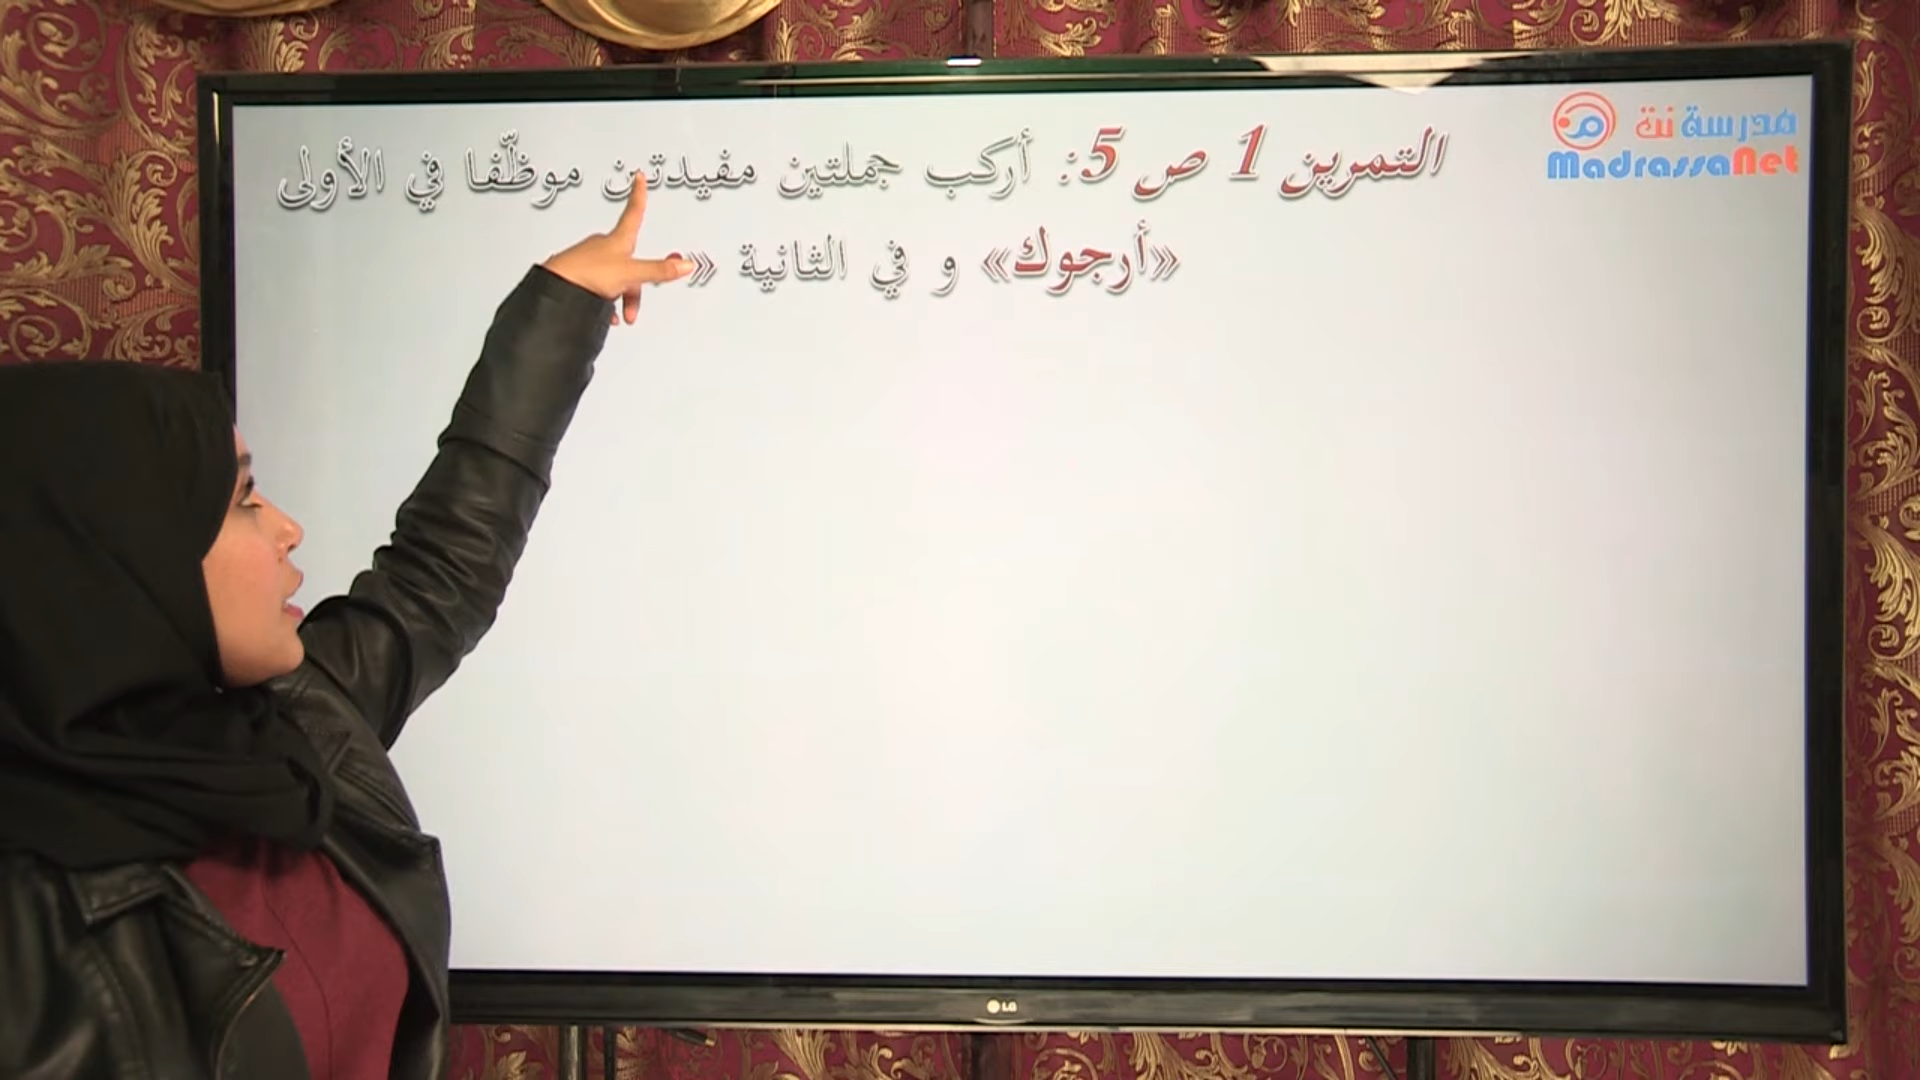 مدرسة نت
MadrassaNet
التمرين 1 ص 5: أركب جملتين مفيدتين موظّفا في الأولى
«أرجوك» و في الثانية «
LG